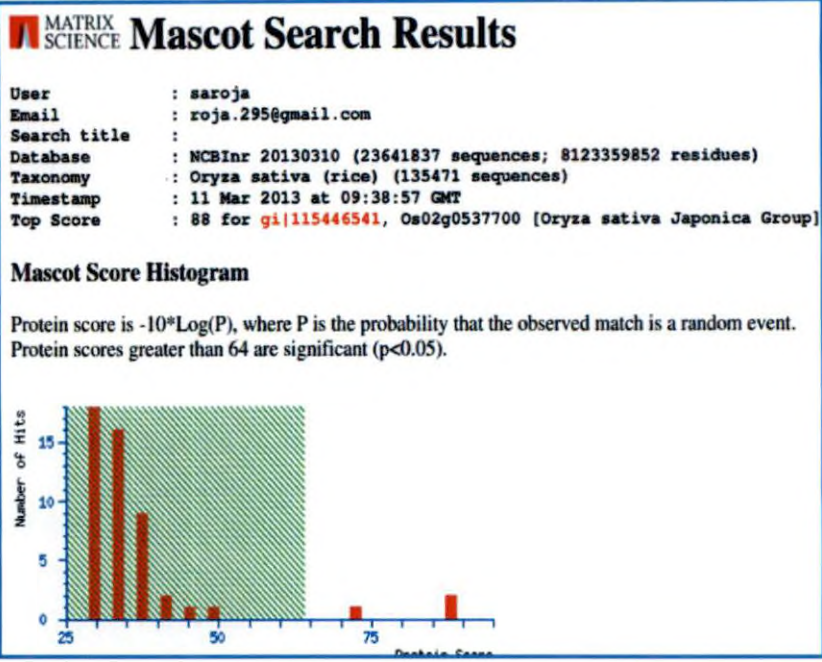 MATRIX
SCIENCE Mascot Search Results
User : saroja
Email : roja.295@gmail.com
Search title :
Database : NCBInr 20130310 (23641837 sequences; 8123359852 residues)
Taxonomy : Oryza sativa (rice) (135471 sequences)
Timestamp : 11 Mar 2013 at 09:38:57 GMT
Top Score : 88 for gi|115446541, Os02g0537700 [Oryza sativa Japonica Group]
Mascot Score Histogram
Protein score is -10*Log(P), where P is the probability that the observed match is a random event.
Protein scores greater than 64 are significant (p<0.05).
Number of Hits
15
10
5
0
25 50 75
Protein Score